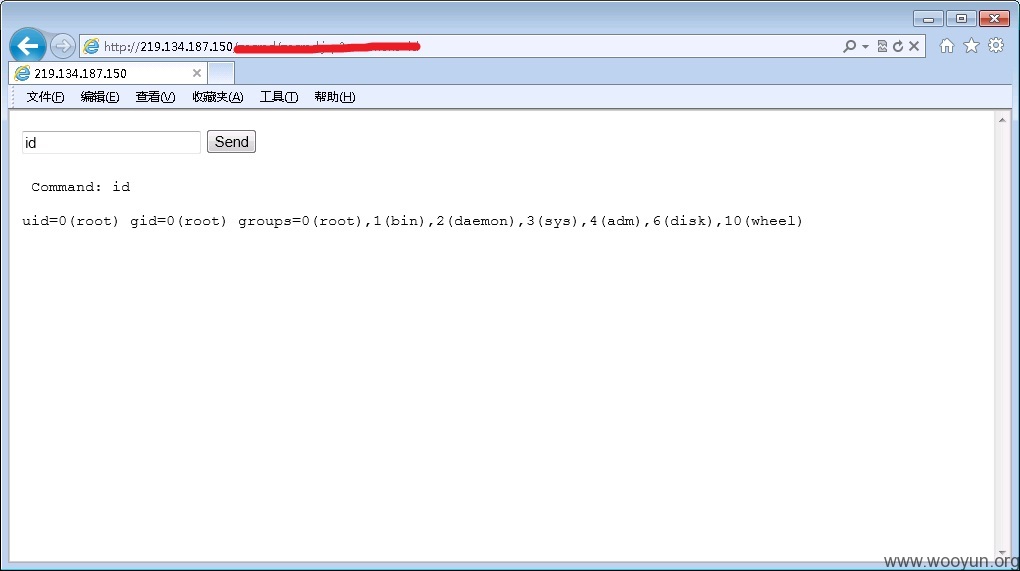 http://219.134.187.150/
219.134.187.150
文件(F) 编辑(E) 查看(V) 收藏夹(A) 工具(T) 帮助(H)
id Send
Command: id
uid=0(root) gid=0(root) groups=0(root),1(bin),2(daemon),3(sys),4(adm),6(disk),10(wheel)
www.wooyun.org